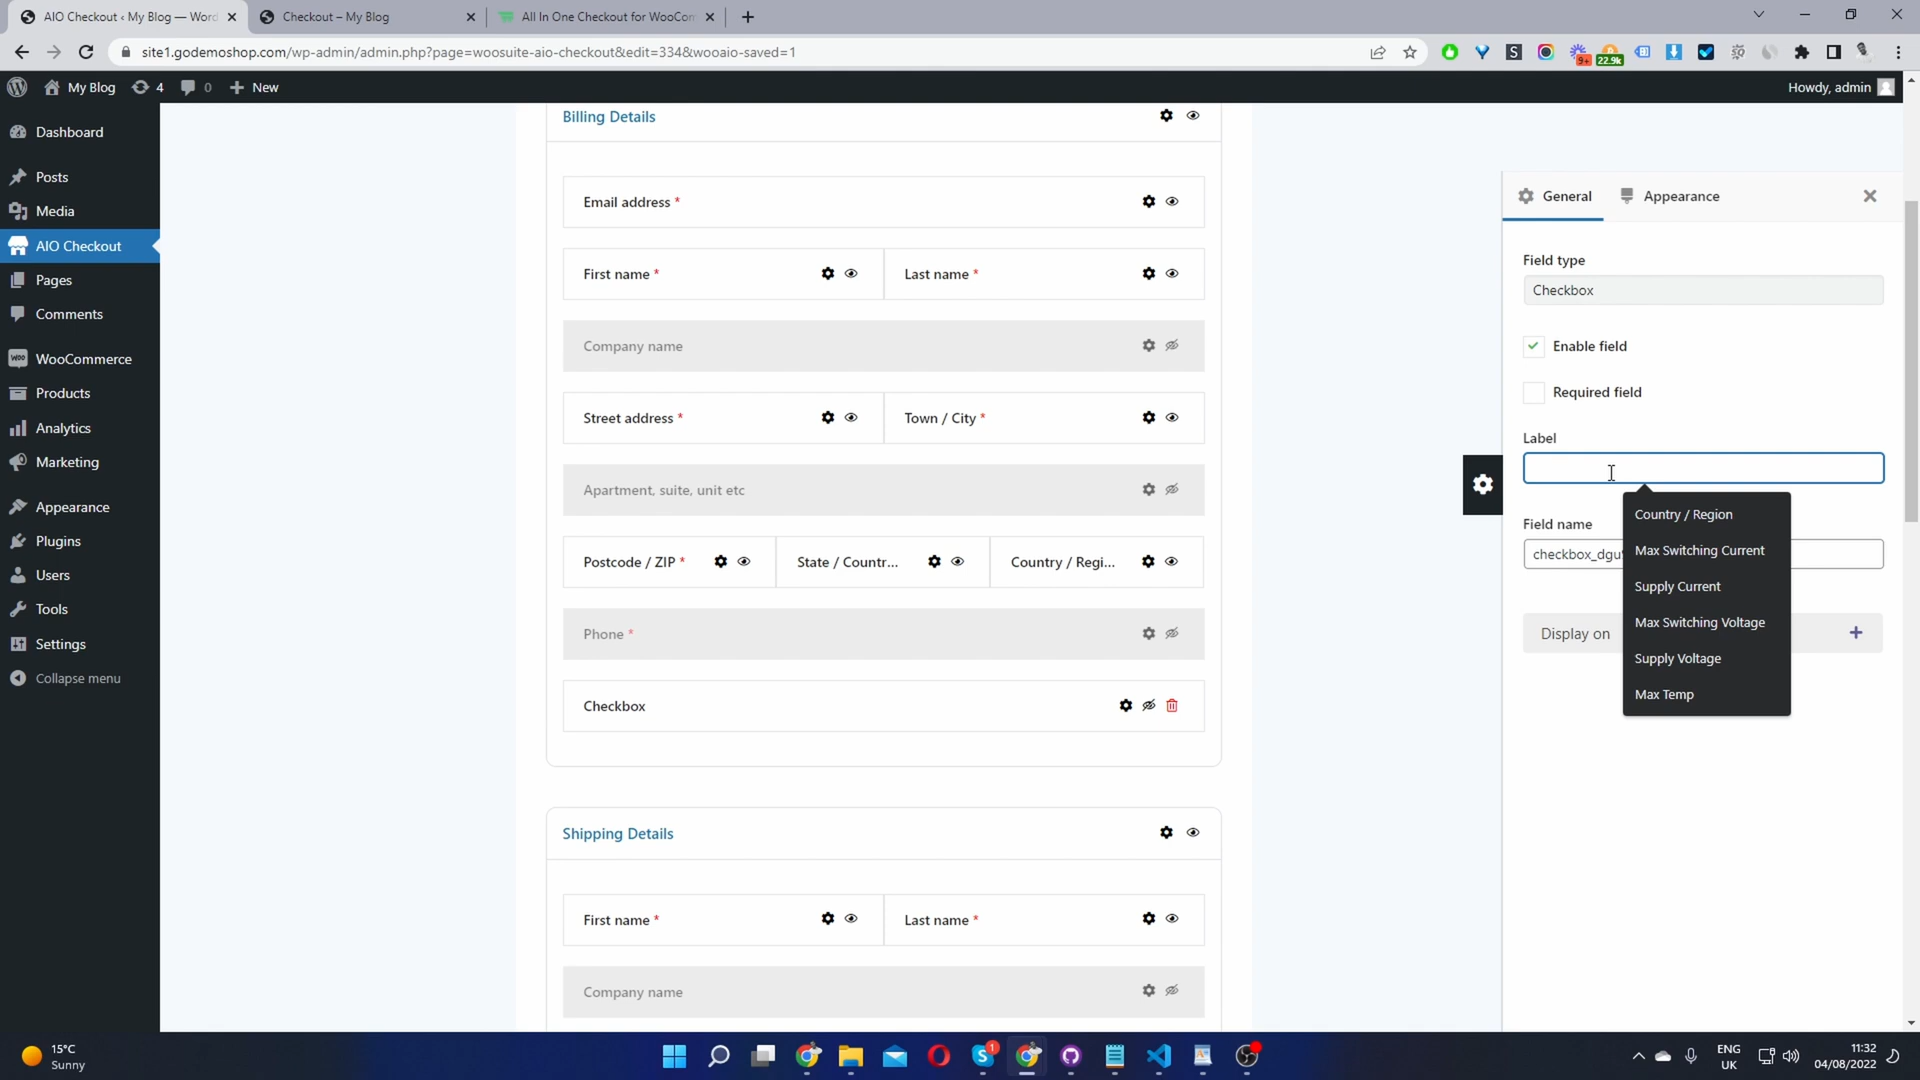 AIO Checkout ‹ My Blog — Word
Checkout – My Blog
All In One Checkout for WooCom
site1.godemoshop.com/wp-admin/admin.php?page=woosuite-aio-checkout&edit=334&wooaio-saved=1
9+
22.9k
My Blog
4
0
New
Howdy, admin
Dashboard
Posts
Media
AIO Checkout
Pages
Comments
WooCommerce
Products
Analytics
Marketing
Appearance
Plugins
Users
Tools
Settings
Collapse menu
Billing Details
Email address *
First name *
Last name *
Company name
Street address *
Town / City *
Apartment, suite, unit etc
Postcode / ZIP *
State / Countr...
Country / Regi...
Phone *
Checkbox
Shipping Details
First name *
Last name *
Company name
General
Appearance
Field type
Checkbox
Enable field
Required field
Label
Field name
Country / Region
Max Switching Current
Supply Current
Max Switching Voltage
Supply Voltage
Max Temp
Display on
15°C
Sunny
1
ENG
UK
11:32
04/08/2022